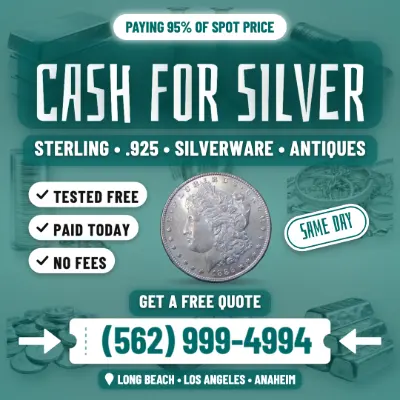 PAYING 95% OF SPOT PRICE
CASH FOR SILVER
STERLING • .925 • SILVERWARE • ANTIQUES
TESTED FREE
PAID TODAY
NO FEES
SAME DAY
GET A FREE QUOTE
(562) 999-4994
LONG BEACH • LOS ANGELES • ANAHEIM